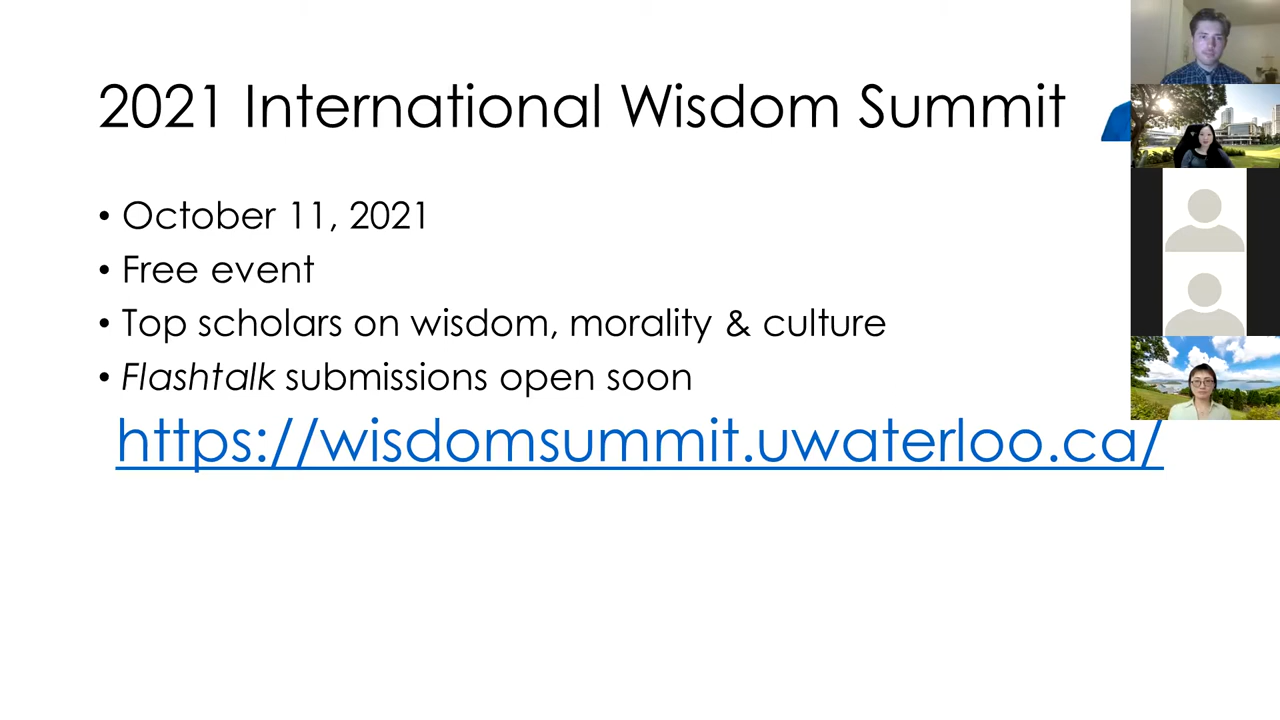 2021 International Wisdom Summit
• October 11, 2021
• Free event
• Top scholars on wisdom, morality & culture
• Flashtalk submissions open soon
https://wisdomsummit.uwaterloo.ca/